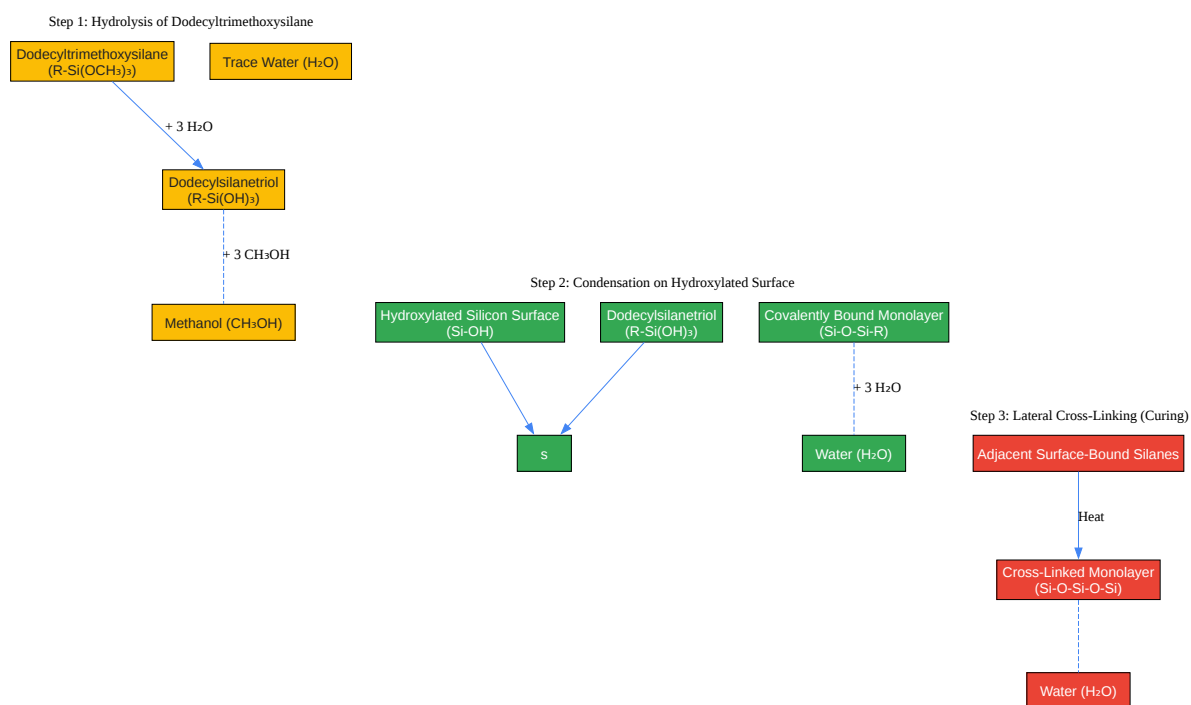 Step 1: Hydrolysis of Dodecyltrimethoxysilane
Dodecyltrimethoxysilane
(R-Si(OCH₃)₃)
Trace Water (H₂O)
+ 3 H₂O
Dodecylsilanetriol
(R-Si(OH)₃)
+ 3 CH₃OH
Methanol (CH₃OH)
Step 2: Condensation on Hydroxylated Surface
Hydroxylated Silicon Surface
(Si-OH)
Dodecylsilanetriol
(R-Si(OH)₃)
Covalently Bound Monolayer
(Si-O-Si-R)
+ 3 H₂O
s
Water (H₂O)
Step 3: Lateral Cross-Linking (Curing)
Adjacent Surface-Bound Silanes
Heat
Cross-Linked Monolayer
(Si-O-Si-O-Si)
Water (H₂O)